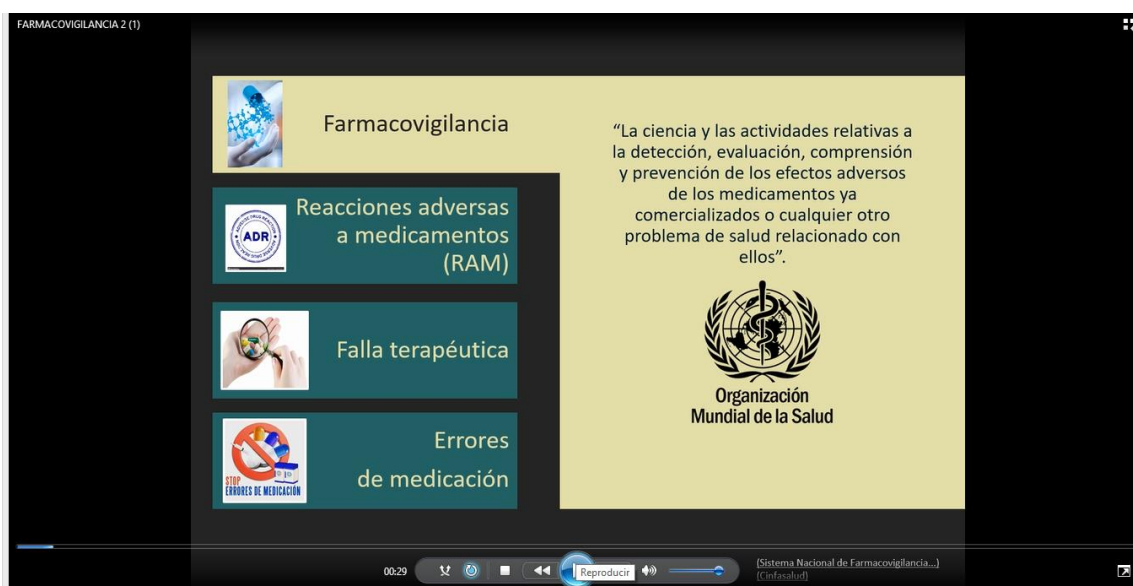 FARMACOVIGILANCIA 2 (1)
Farmacovigilancia
Reacciones adversas
a medicamentos
(RAM)
ADR
Falla terapéutica
STOP
ERRORES DE MEDICACIÓN
Errores
de medicación
“La ciencia y las actividades relativas a
la detección, evaluación, comprensión
y prevención de los efectos adversos
de los medicamentos ya
comercializados o cualquier otro
problema de salud relacionado con
ellos”.
Organización
Mundial de la Salud
00:29
Reproducir
(Sistema Nacional de Farmacovigilancia...)
(Cinfasalud)